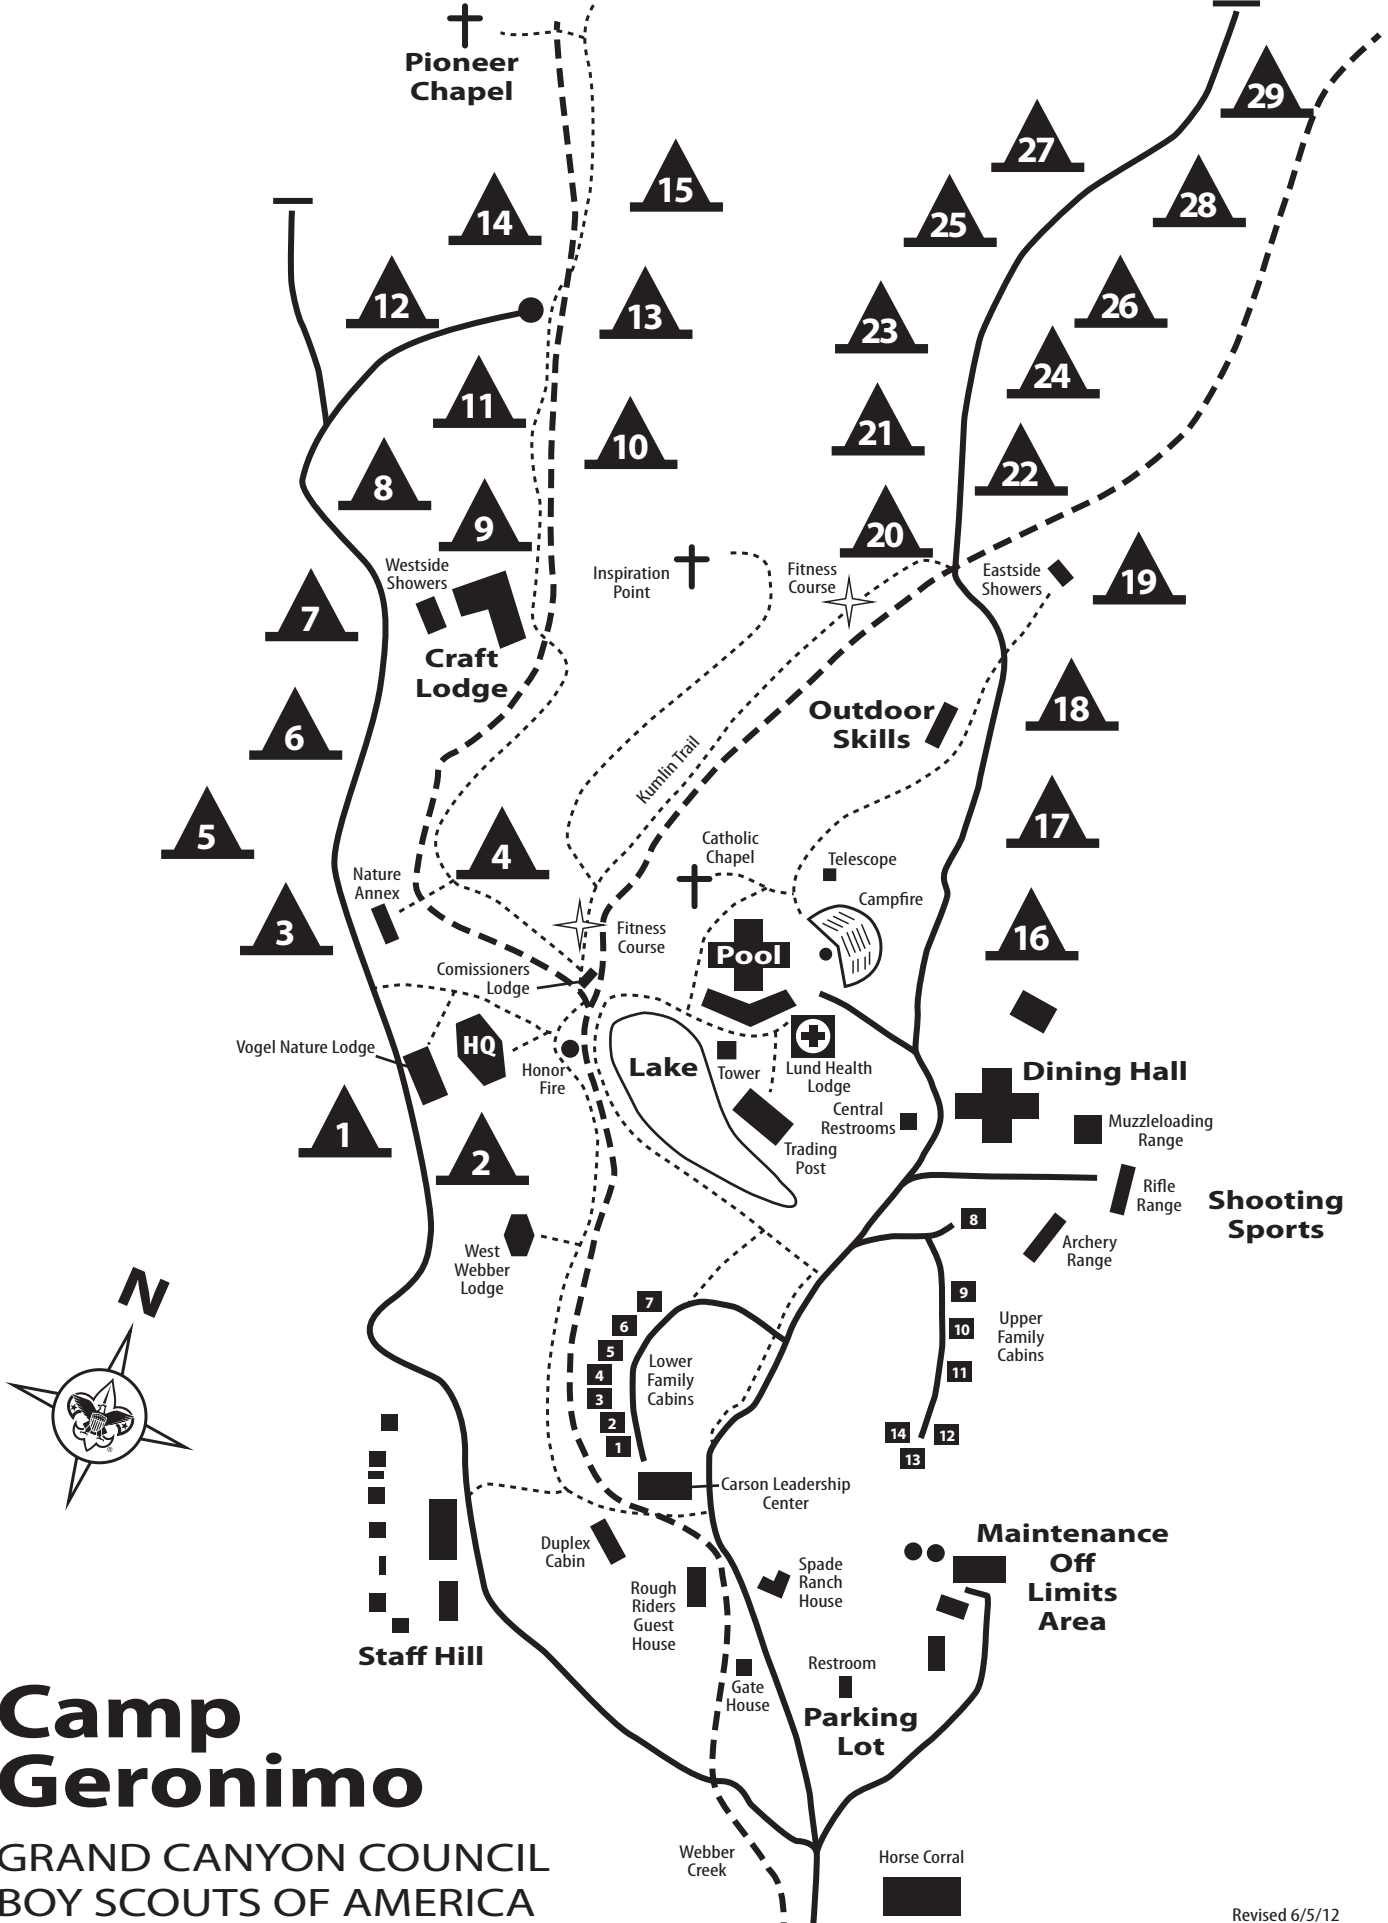 Pioneer
Chapel
29
27
15
28
14
25
12
13
26
23
24
11
21
10
22
8
9
20
Westside
Showers
Inspiration
Point
Fitness
Course
Eastside
Showers
19
7
Craft
Lodge
18
Outdoor
Skills
6
Kumlin Trail
5
17
4
Catholic
Chapel
Telescope
Nature
Annex
Campfire
3
16
Fitness
Course
Pool
Comissioners
Lodge
HQ
Vogel Nature Lodge
Honor
Fire
Lake
Tower
Lund Health
Lodge
Dining Hall
Central
Restrooms
Muzzleloading
Range
1
2
Trading
Post
Rifle
Range
Shooting
Sports
8
Archery
Range
West
Webber
Lodge
N
9
7
6
10
Upper
Family
Cabins
5
4
Lower
Family
Cabins
11
3
2
1
14
12
13
Carson Leadership
Center
Duplex
Cabin
Maintenance
Off
Limits
Area
Spade
Ranch
House
Rough
Riders
Guest
House
Staff Hill
Restroom
Gate
House
Parking
Lot
Camp
Geronimo
GRAND CANYON COUNCIL
BOY SCOUTS OF AMERICA
Webber
Creek
Horse Corral
Revised 6/5/12